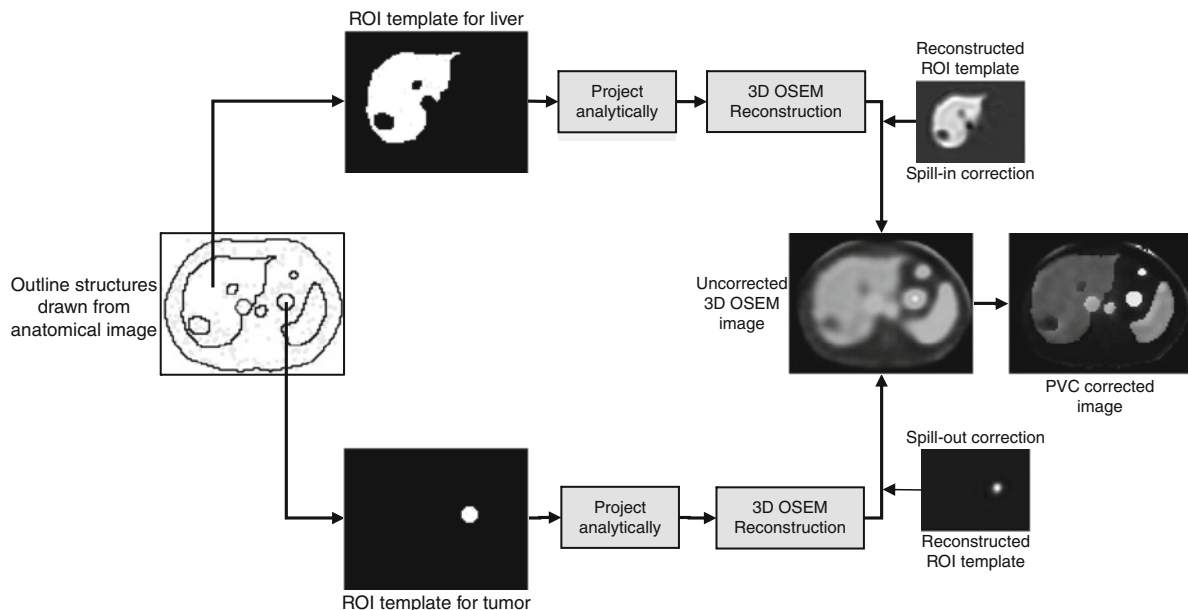 ROI template for liver
Project
analytically
3D OSEM
Reconstruction
Reconstructed
ROI template
Spill-in correction
Outline structures
drawn from
anatomical image
Uncorrected
3D OSEM
image
PVC corrected
image
Spill-out correction
Project
analytically
3D OSEM
Reconstruction
Reconstructed
ROI template
ROI template for tumor